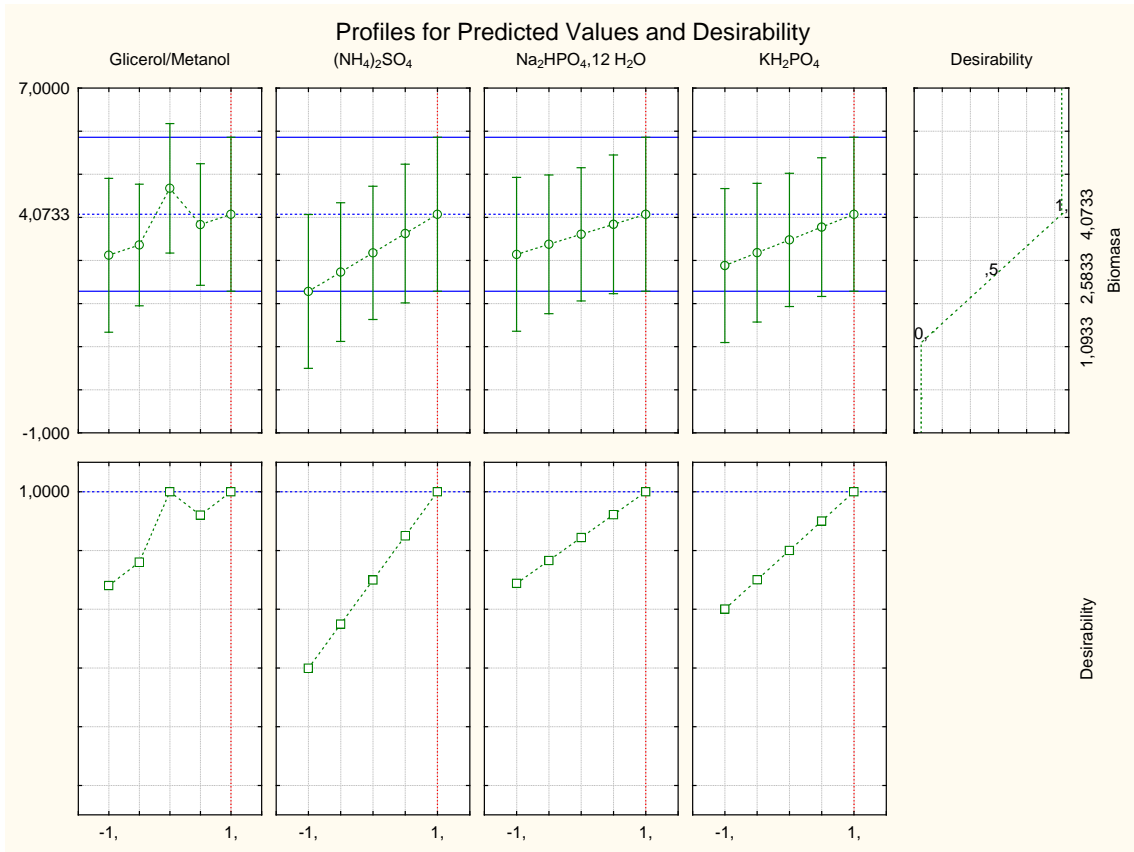 Profiles for Predicted Values and Desirability
Glicerol/Metanol (NH₄)₂SO₄ Na₂HPO₄,12 H₂O KH₂PO₄ Desirability
7,0000
4,0733
-1,000
1,
,5
0,
1,0933 2,5833 4,0733
Biomasa
1,0000
Desirability
-1, 1, -1, 1, -1, 1, -1, 1,